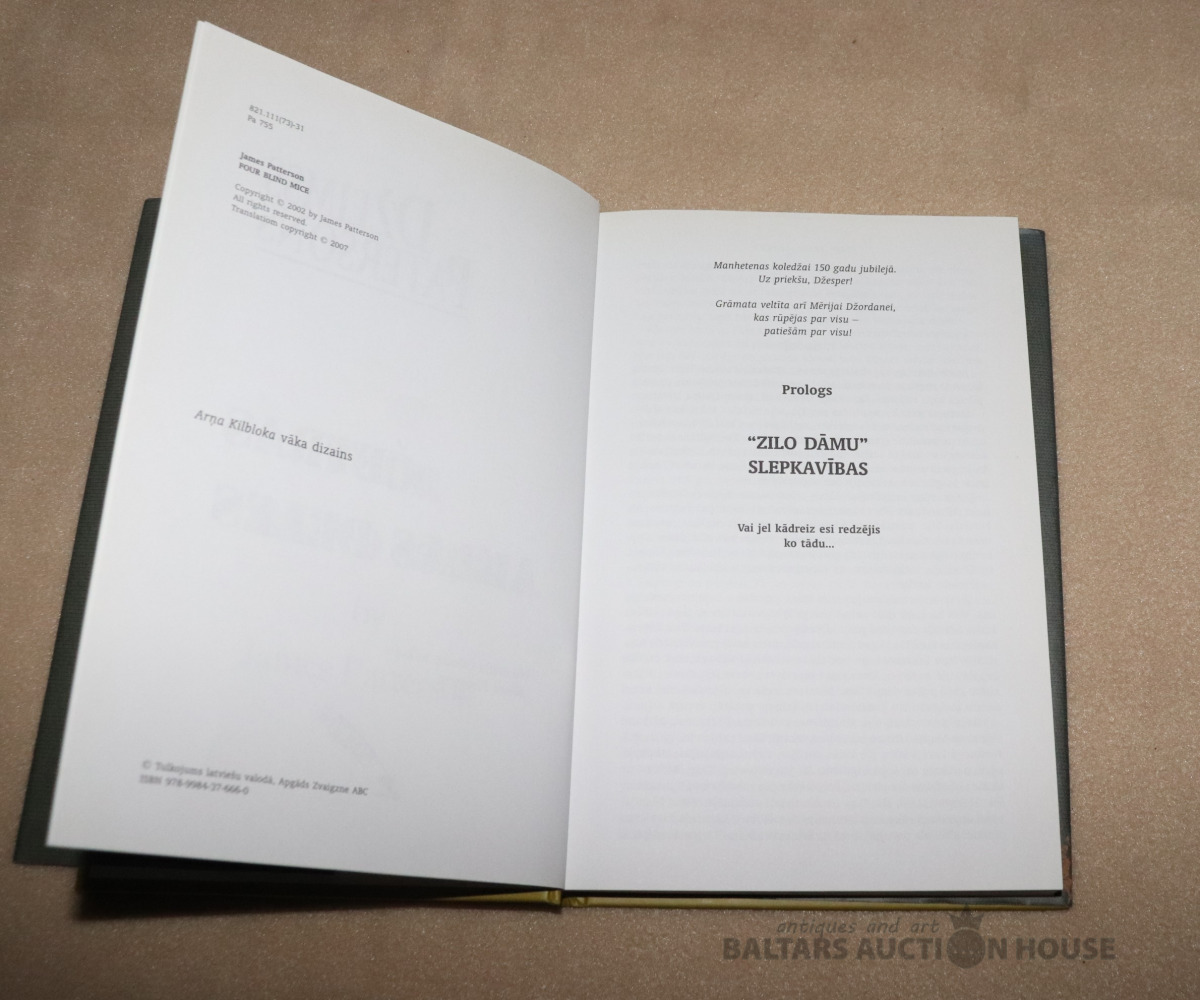 821.111(73)-31
Pa 755
James Patterson
FOUR BLIND MICE
Copyright © 2002 by James Patterson
All rights reserved.
Translatiom copyright © 2007
Arņa Kilbloka vāka dizains
© Tulkojums latviešu valodā, Apgāds Zvaigzne ABC
ISBN 978-9984-37-666-0
Manhetenas koledžai 150 gadu jubilejā.
Uz priekšu, Džesper!
Grāmata veltīta arī Mērijai Džordanei,
kas rūpējas par visu –
patiešām par visu!
Prologs
“ZILO DĀMU”
SLEPKAVĪBAS
Vai jel kādreiz esi redzējis
ko tādu...
antiques and art
BALTARS AUCTION HOUSE